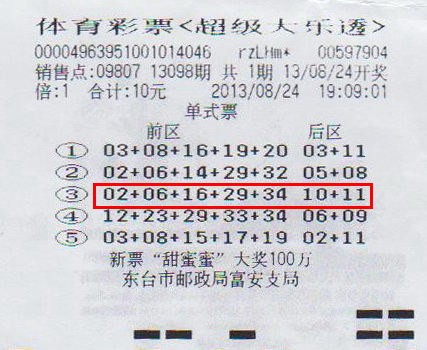 体育彩票<超级大乐透>
00004963951001014046 rzLHm* 00597904
销售点:09807 13098期 共 1期 13/08/24开奖
倍:1 合计:10元 2013/08/24 19:09:01
单式票
前区 后区
① 03+08+16+19+20 03+11
② 02+06+14+29+32 05+08
③ 02+06+16+29+34 10+11
④ 12+23+29+33+34 06+09
⑤ 03+08+15+17+19 02+11
新票“甜蜜蜜”大奖100万
东台市邮政局富安支局